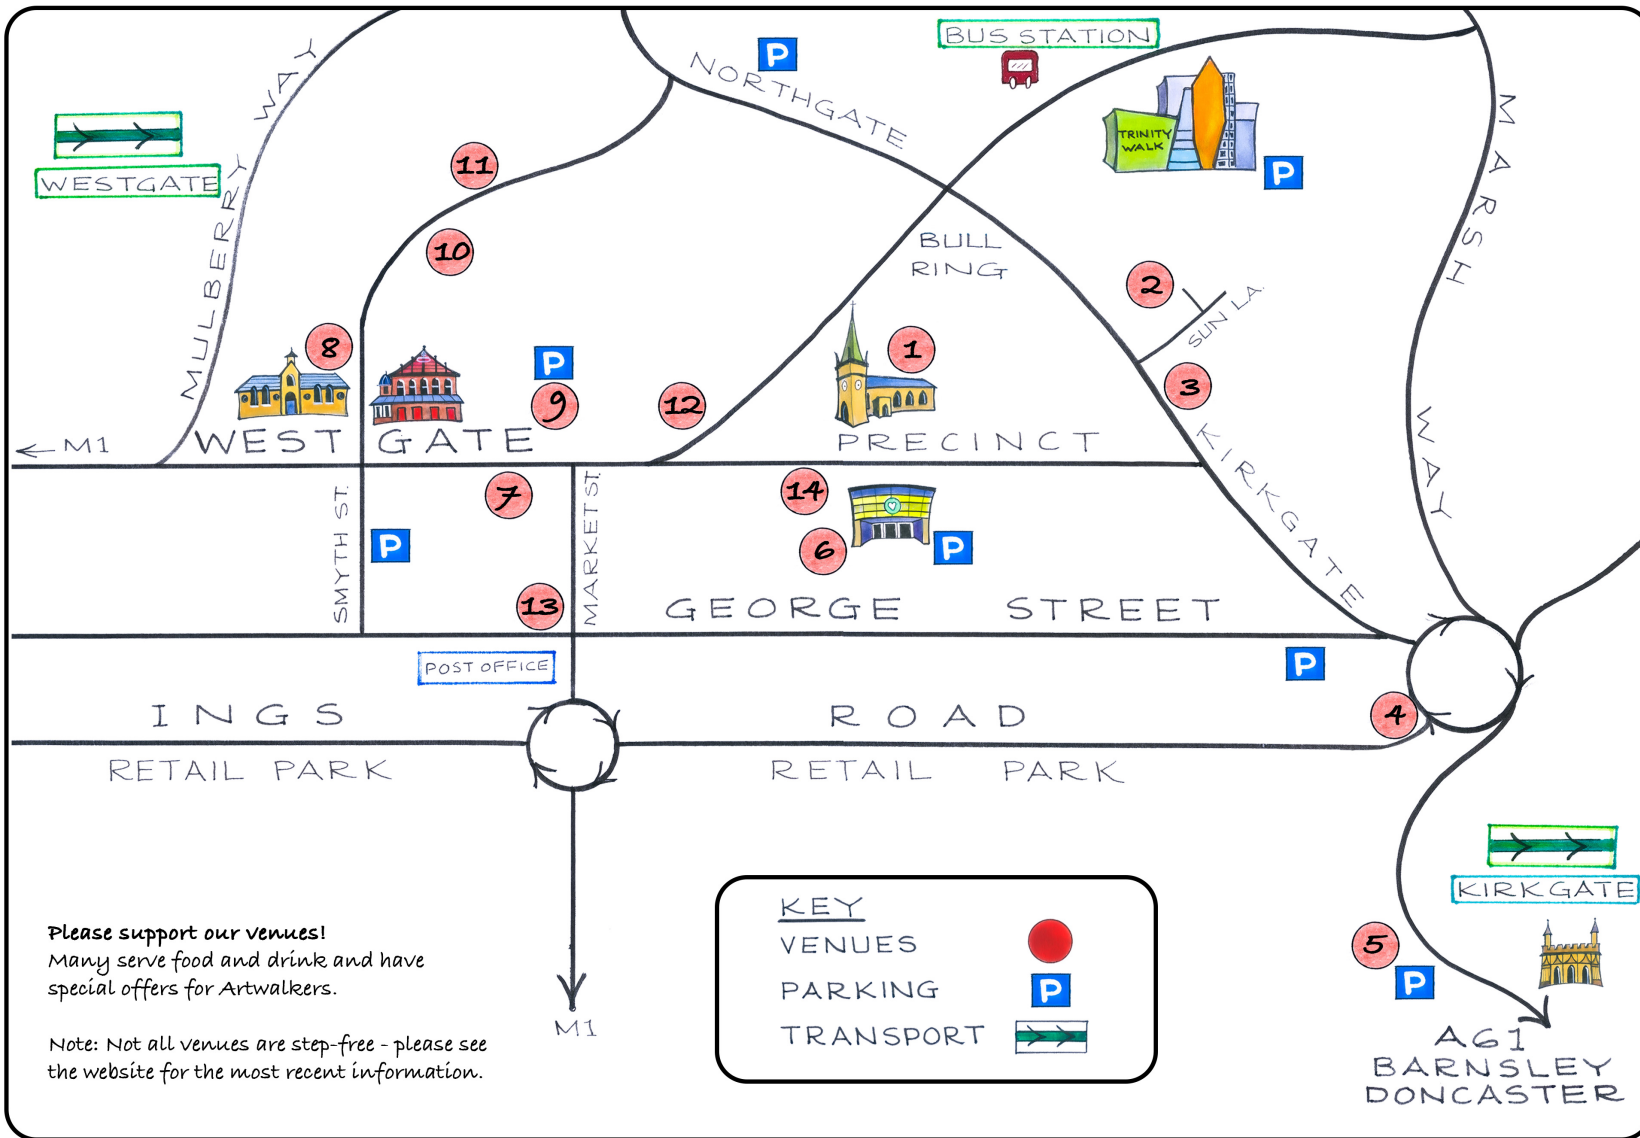 BUS STATION
P
NORTHGATE
MULBERRY WAY
WESTGATE
TRINITY
WALK
P
MARSH WAY
11
10
BULL
RING
2
SUN LA.
8
P
9
12
1
3
← M1
WESTGATE
PRECINCT
KIRKGATE
7
14
6
P
P
SMYTH ST.
MARKET ST.
13
GEORGE STREET
POST OFFICE
P
4
INGS ROAD
RETAIL PARK
RETAIL PARK
KIRKGATE
5
P
M1
A61
BARNSLEY
DONCASTER
KEY
VENUES
PARKING P
TRANSPORT
Please support our venues!
Many serve food and drink and have
special offers for Artwalkers.
Note: Not all venues are step-free - please see
the website for the most recent information.